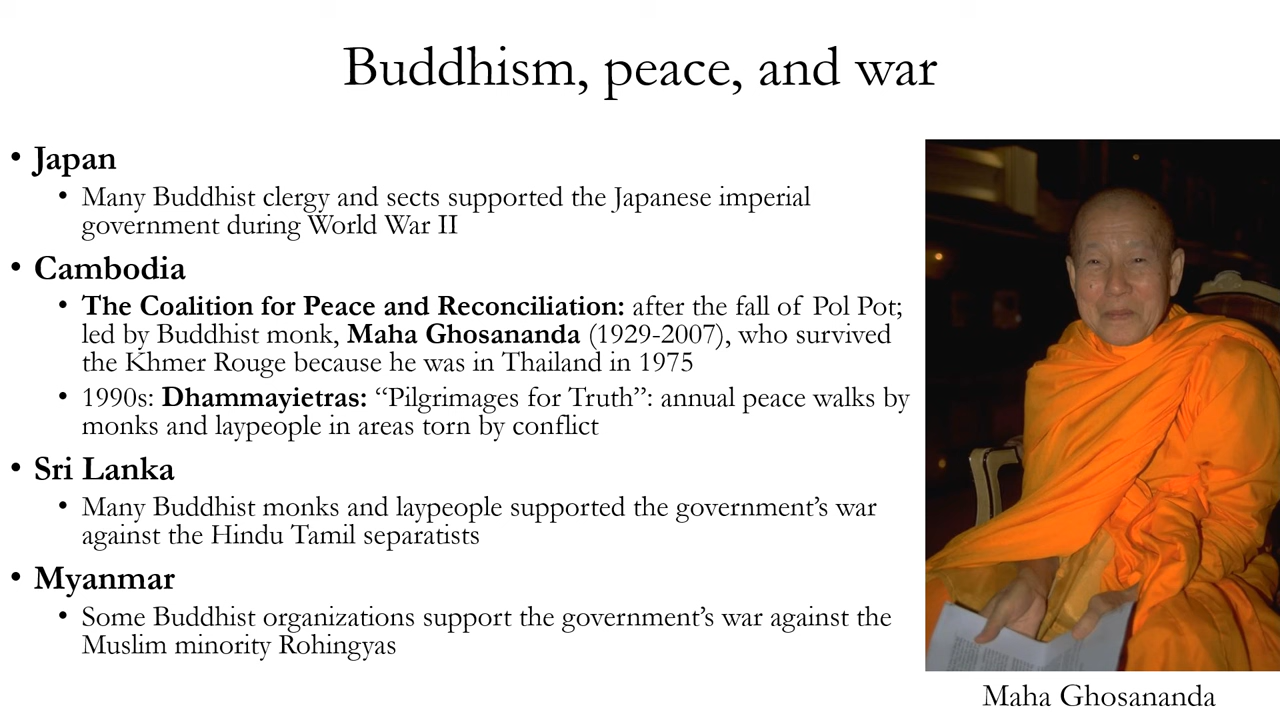 Buddhism, peace, and war
• Japan
• Many Buddhist clergy and sects supported the Japanese imperial
government during World War II
• Cambodia
• The Coalition for Peace and Reconciliation: after the fall of Pol Pot;
led by Buddhist monk, Maha Ghosananda (1929-2007), who survived
the Khmer Rouge because he was in Thailand in 1975
• 1990s: Dhammayietras: “Pilgrimages for Truth”: annual peace walks by
monks and laypeople in areas torn by conflict
• Sri Lanka
• Many Buddhist monks and laypeople supported the government’s war
against the Hindu Tamil separatists
• Myanmar
• Some Buddhist organizations support the government’s war against the
Muslim minority Rohingyas
Maha Ghosananda